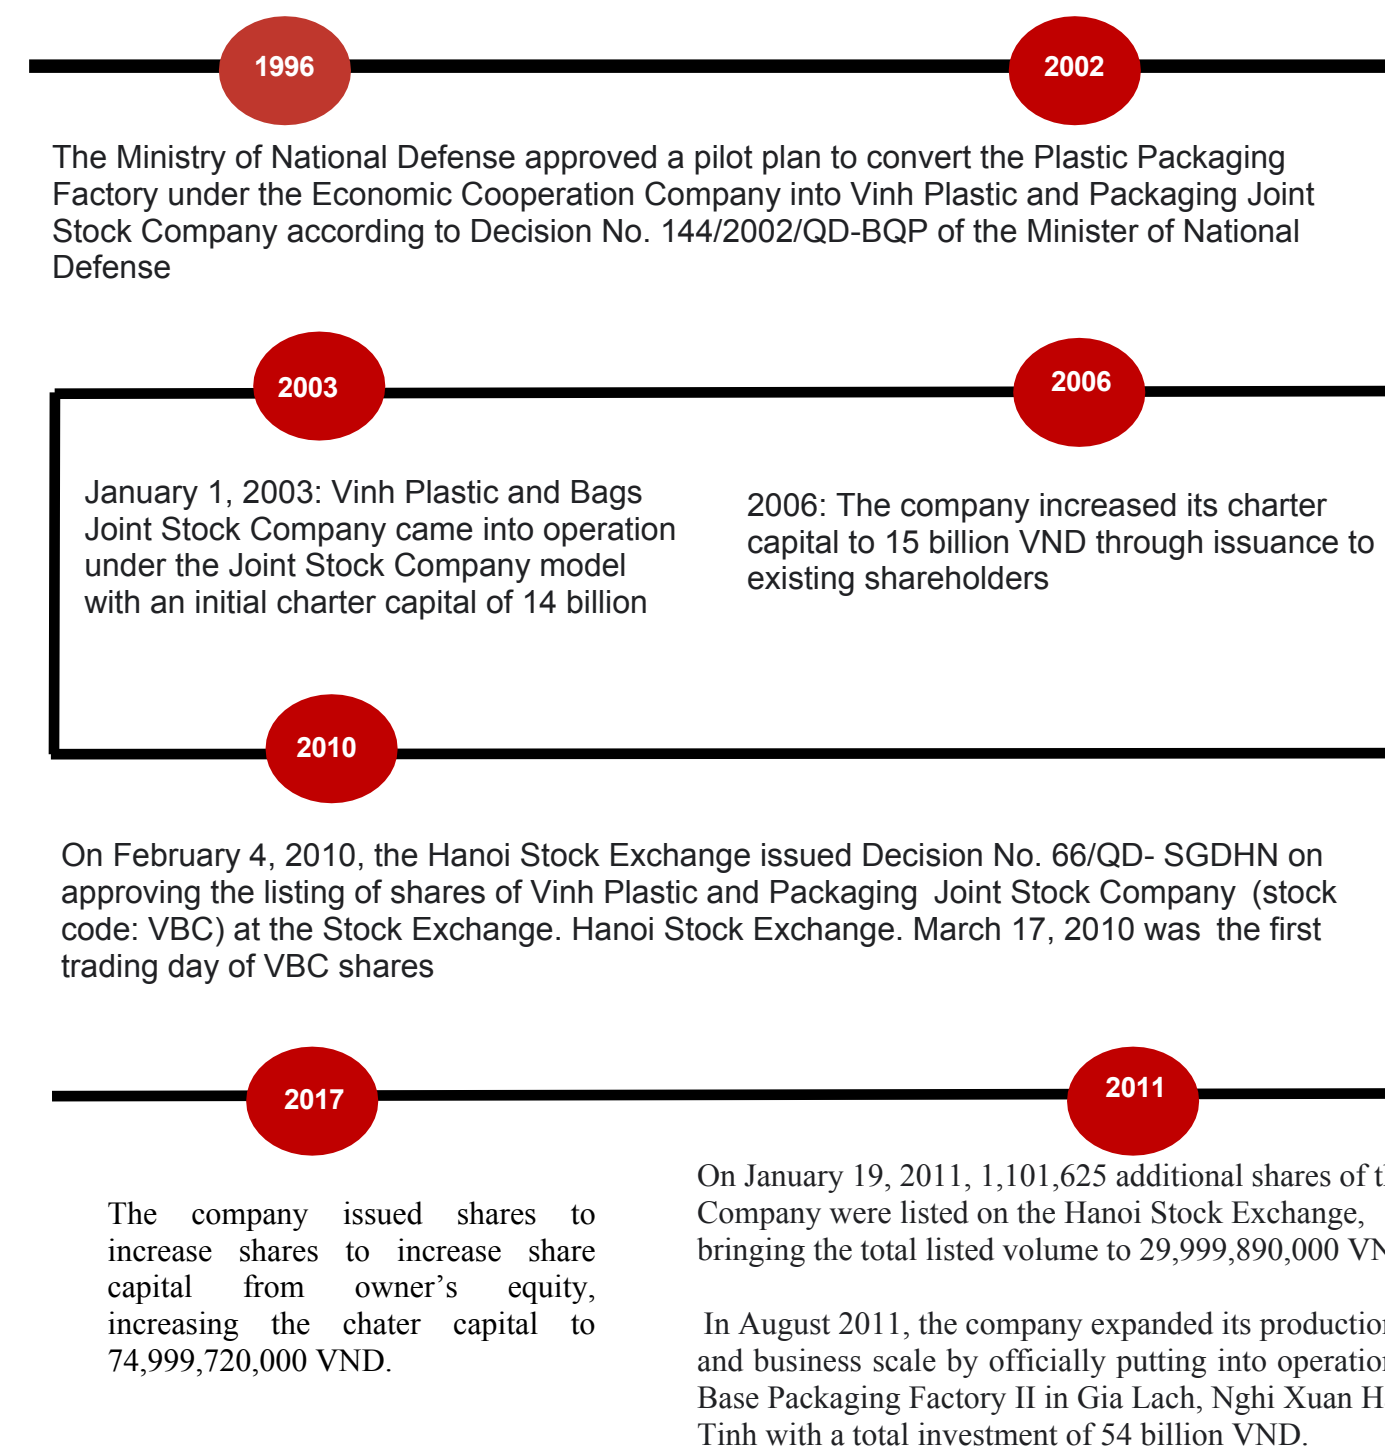 1996
2002
The Ministry of National Defense approved a pilot plan to convert the Plastic Packaging
Factory under the Economic Cooperation Company into Vinh Plastic and Packaging Joint
Stock Company according to Decision No. 144/2002/QD-BQP of the Minister of National
Defense
2003
2006
January 1, 2003: Vinh Plastic and Bags
Joint Stock Company came into operation
under the Joint Stock Company model
with an initial charter capital of 14 billion
2006: The company increased its charter
capital to 15 billion VND through issuance to
existing shareholders
2010
On February 4, 2010, the Hanoi Stock Exchange issued Decision No. 66/QD- SGDHN on
approving the listing of shares of Vinh Plastic and Packaging Joint Stock Company (stock
code: VBC) at the Stock Exchange. Hanoi Stock Exchange. March 17, 2010 was the first
trading day of VBC shares
2017
2011
The company issued shares to
increase shares to increase share
capital from owner's equity,
increasing the chater capital to
74,999,720,000 VND.
On January 19, 2011, 1,101,625 additional shares of
Company were listed on the Hanoi Stock Exchange,
bringing the total listed volume to 29,999,890,000
In August 2011, the company expanded its production
and business scale by officially putting into operation
Base Packaging Factory II in Gia Lach, Nghi Xuan
Tinh with a total investment of 54 billion VND.